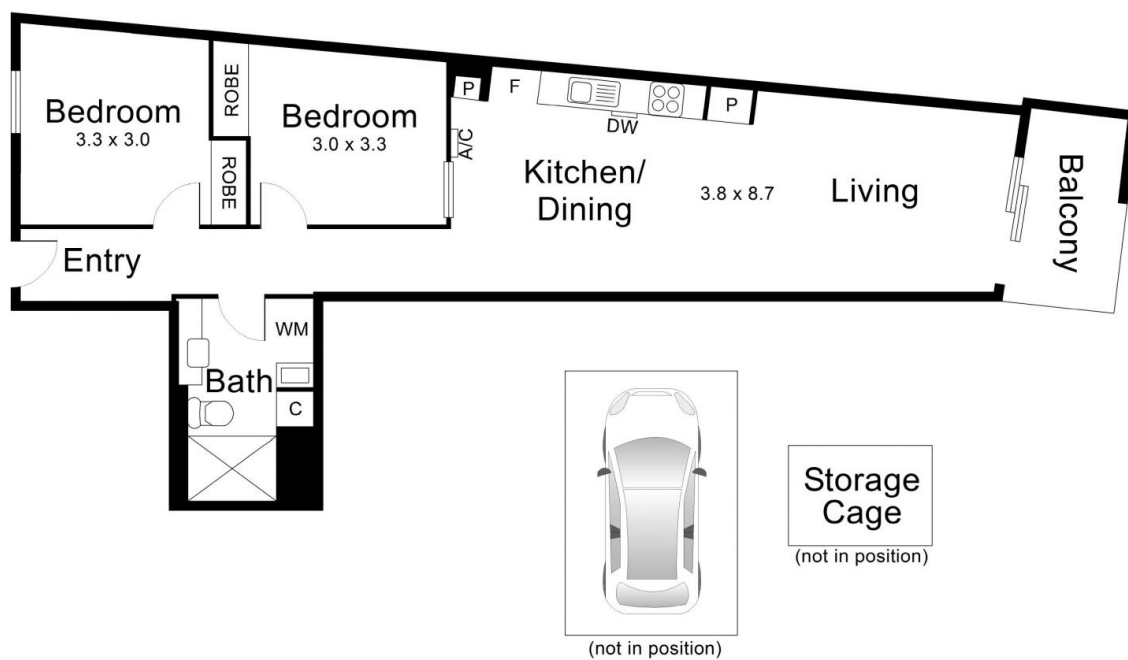 Bedroom
3.3 x 3.0
ROBE
ROBE
Bedroom
3.0 x 3.3
A/C
P
F
DW
P
Kitchen/
Dining
3.8 x 8.7
Living
Balcony
Entry
WM
Bath
C
(not in position)
Storage
Cage
(not in position)